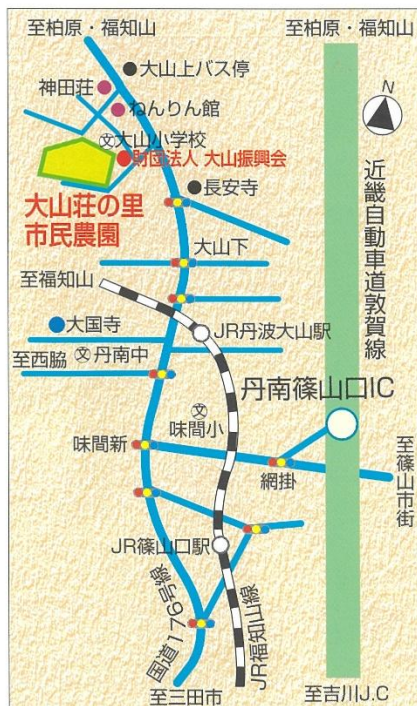 至柏原・福知山
至柏原・福知山
大山上バス停
神田荘
ねんりん館
文
大山小学校
財団法人 大山振興会
近畿自動車道敦賀線
長安寺
大山荘の里
市民農園
大山下
至福知山
大国寺
JR丹波大山駅
至西脇
文
丹南中
丹南篠山口IC
文
味間小
味間新
網掛
至篠山市街
JR篠山口駅
国道176号線
JR福知山線
至三田市
至吉川J.C